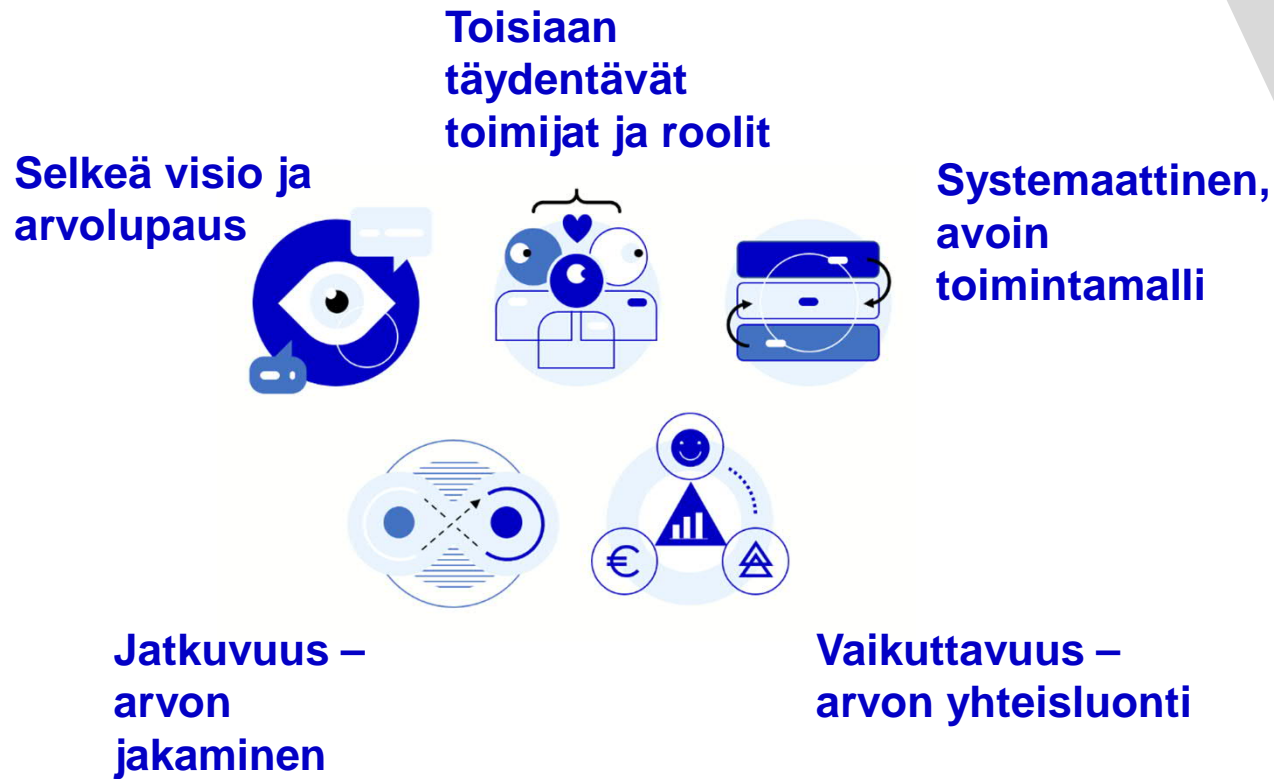 Toisiaan
täydentävät
toimijat ja roolit
Selkeä visio ja
arvolupaus
Systemaattinen,
avoin
toimintamalli
€
Jatkuvuus –
arvon
jakaminen
Vaikuttavuus –
arvon yhteisluonti